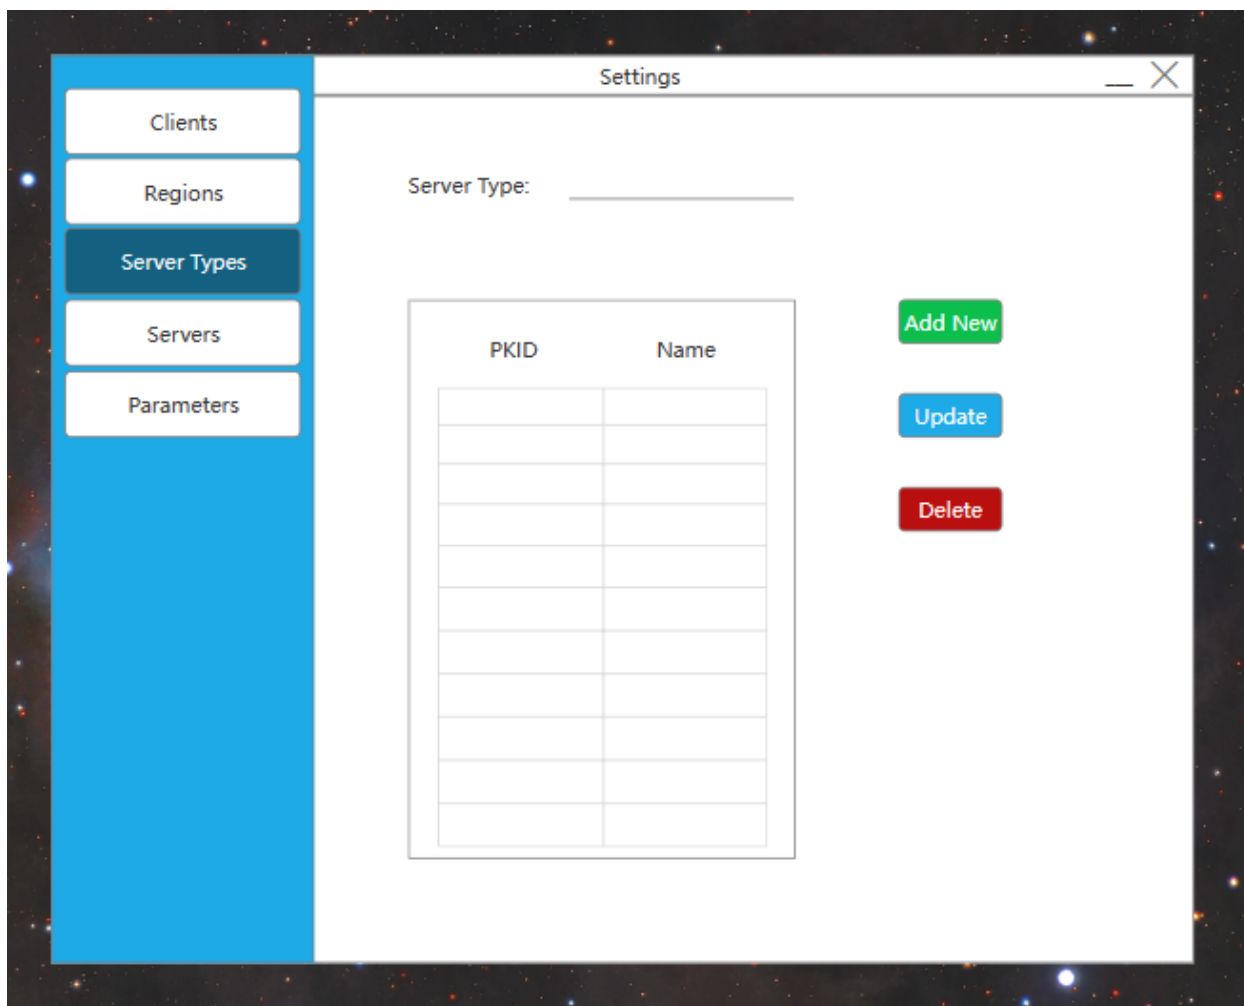 Settings
Clients
Regions
Server Types
Servers
Parameters
Server Type:
PKID Name
Add New
Update
Delete